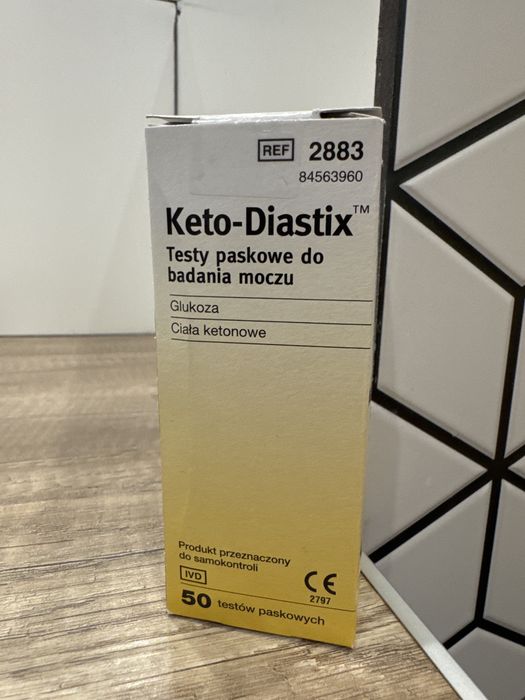 REF 2883
84563960
Keto-Diastix™
Testy paskowe do
badania moczu
Glukoza
Ciała ketonowe
Produkt przeznaczony
do samokontroli
IVD
CE
2797
50 testów paskowych